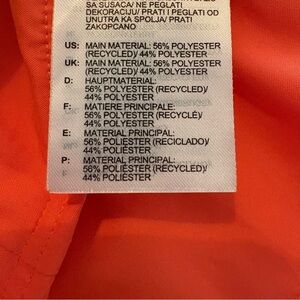 SA SUSAČA/ NE PEGLATI
DEKORACIJU/ PRATI I PEGLATI OD
UNUTRA KA SPOLJA/ PRATI
ZAKOPČANO
US: MAIN MATERIAL: 56% POLYESTER
(RECYCLED)/ 44% POLYESTER
UK: MAIN MATERIAL: 56% POLYESTER
(RECYCLED)/ 44% POLYESTER
D: HAUPTMATERIAL:
56% POLYESTER (RECYCLED)/
44% POLYESTER
F: MATIERE PRINCIPALE:
56% POLYESTER (RECYCLÉ)/
44% POLYESTER
E: MATERIAL PRINCIPAL:
56% POLIÉSTER (RECICLADO)/
44% POLIÉSTER
P: MATERIAL PRINCIPAL:
56% POLIÉSTER (RECYCLED)/
44% POLIÉSTER